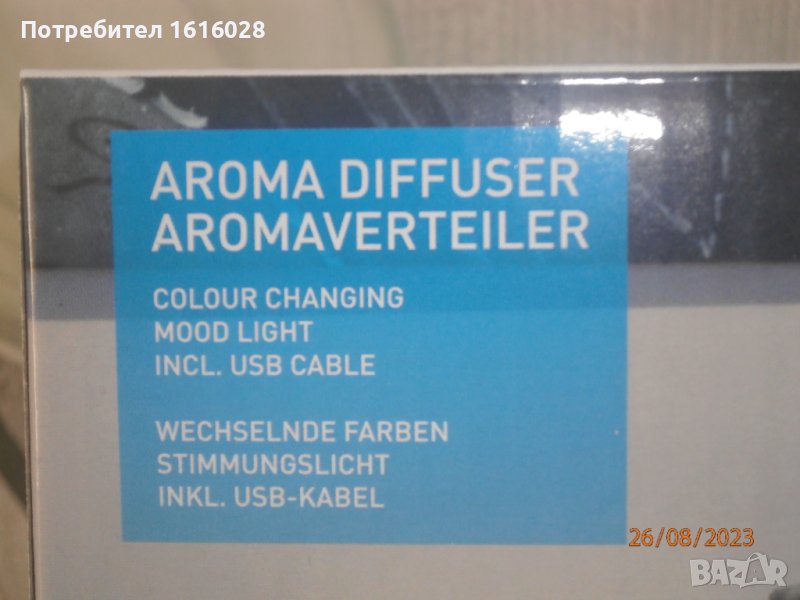 Потребител 1616028
AROMA DIFFUSER
AROMAVERTEILER
COLOUR CHANGING
MOOD LIGHT
INCL. USB CABLE
WECHSELNDE FARBEN
STIMMUNGSLICHT
INKL. USB-KABEL
26/08/2023
BAZAR